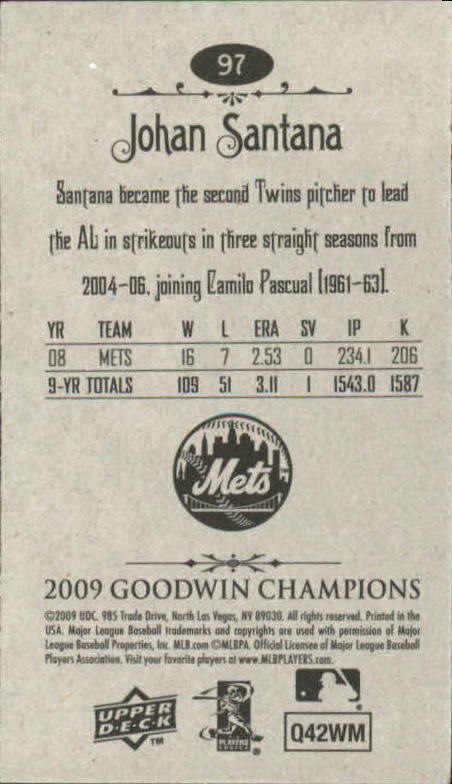 97
Johan Santana
Santana became the second Twins pitcher to lead
the AL in strikeouts in three straight seasons from
2004-06, joining Camilo Pascual (1961-63).
YR TEAM W L ERA SV IP K
08 METS 16 7 2.53 0 234.1 206
9-YR TOTALS 109 51 3.11 1 1543.0 1587
Mets
2009 GOODWIN CHAMPIONS
©2009 UDC. 985 Trade Drive, North Las Vegas, NV 89030. All rights reserved. Printed in the
USA. Major League Baseball trademarks and copyrights are used with permission of Major
League Baseball Properties, Inc. MLB.com ©MLBPA. Official Licensee of Major League Baseball
Players Association. Visit your favorite players at www.MLBPLAYERS.com.
UPPER
D·E·C·K
TM
PLAYERS
CHOICE
®
Q42WM